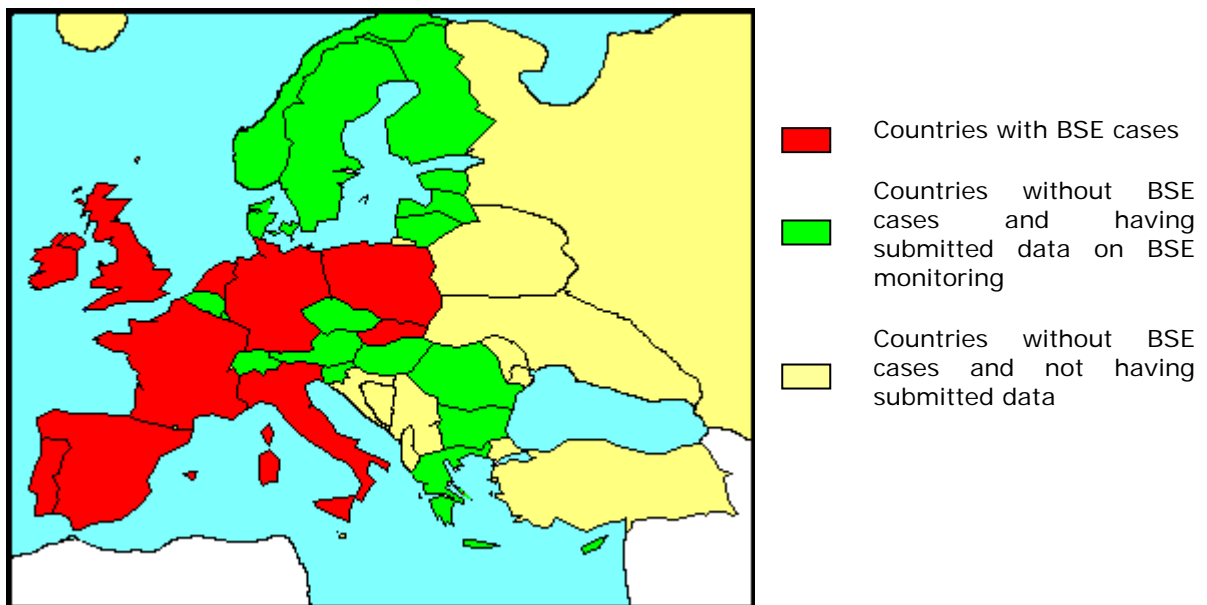 Countries with BSE cases
Countries without BSE
cases and having
submitted data on BSE
monitoring
Countries without BSE
cases and not having
submitted data